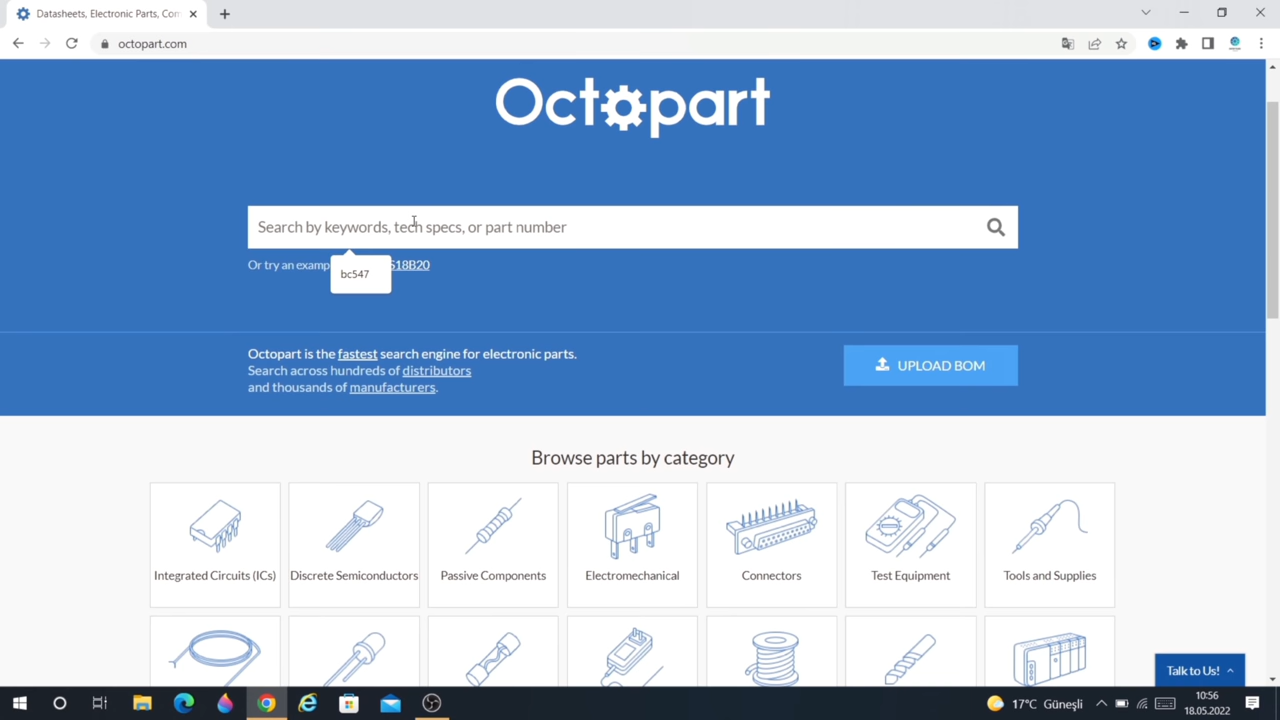 Datasheets, Electronic Parts, Con
octopart.com
Octopart
Search by keywords, tech specs, or part number
Or try an examp
S18B20
bc547
Octopart is the fastest search engine for electronic parts.
Search across hundreds of distributors
and thousands of manufacturers.
UPLOAD BOM
Browse parts by category
Integrated Circuits (ICs)
Discrete Semiconductors
Passive Components
Electromechanical
Connectors
Test Equipment
Tools and Supplies
Talk to Us!
17°C Güneşli
10:56
18.05.2022